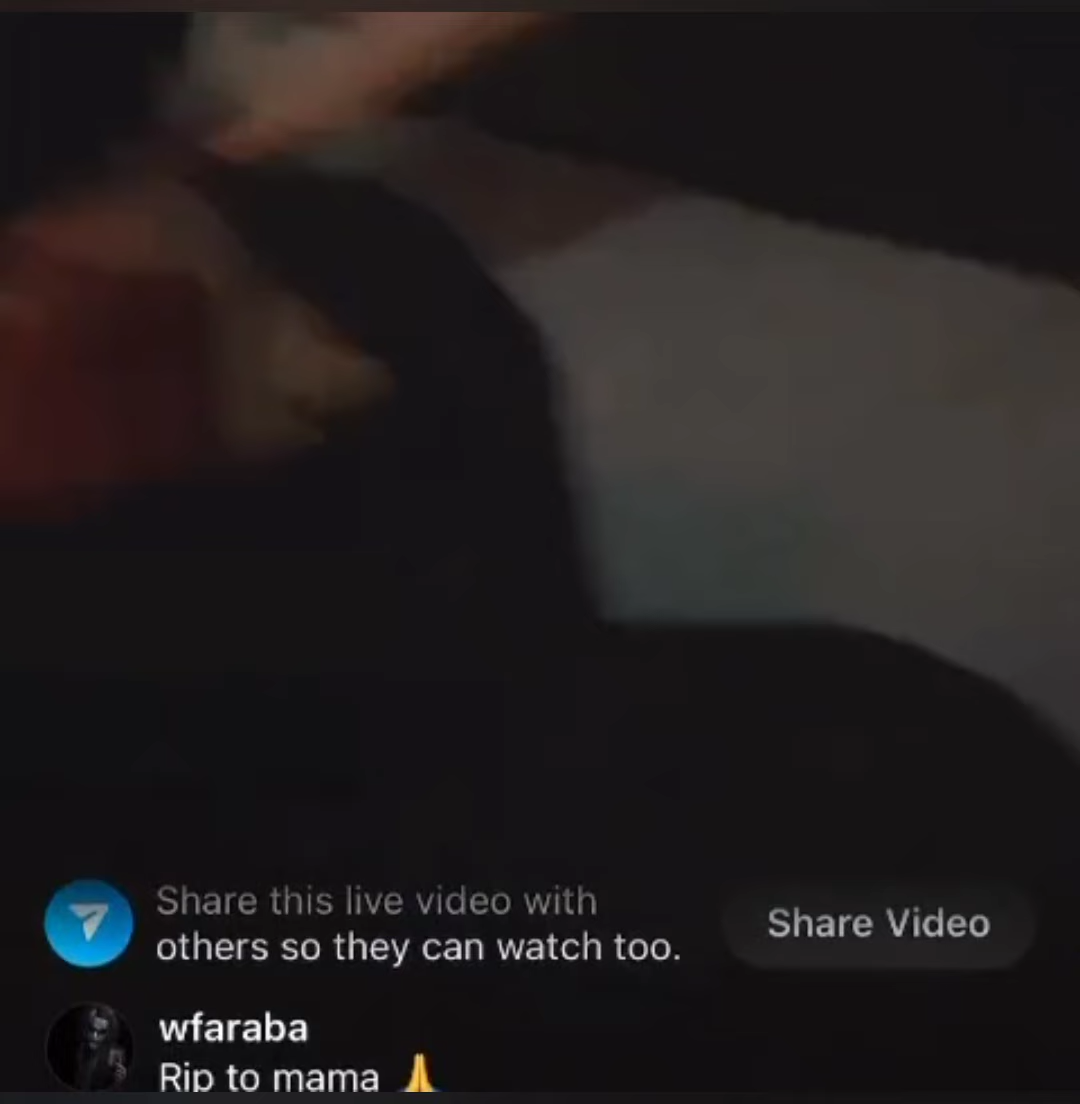 Share this live video with
others so they can watch too.
Share Video
wfaraba
Rip to mama 🙏